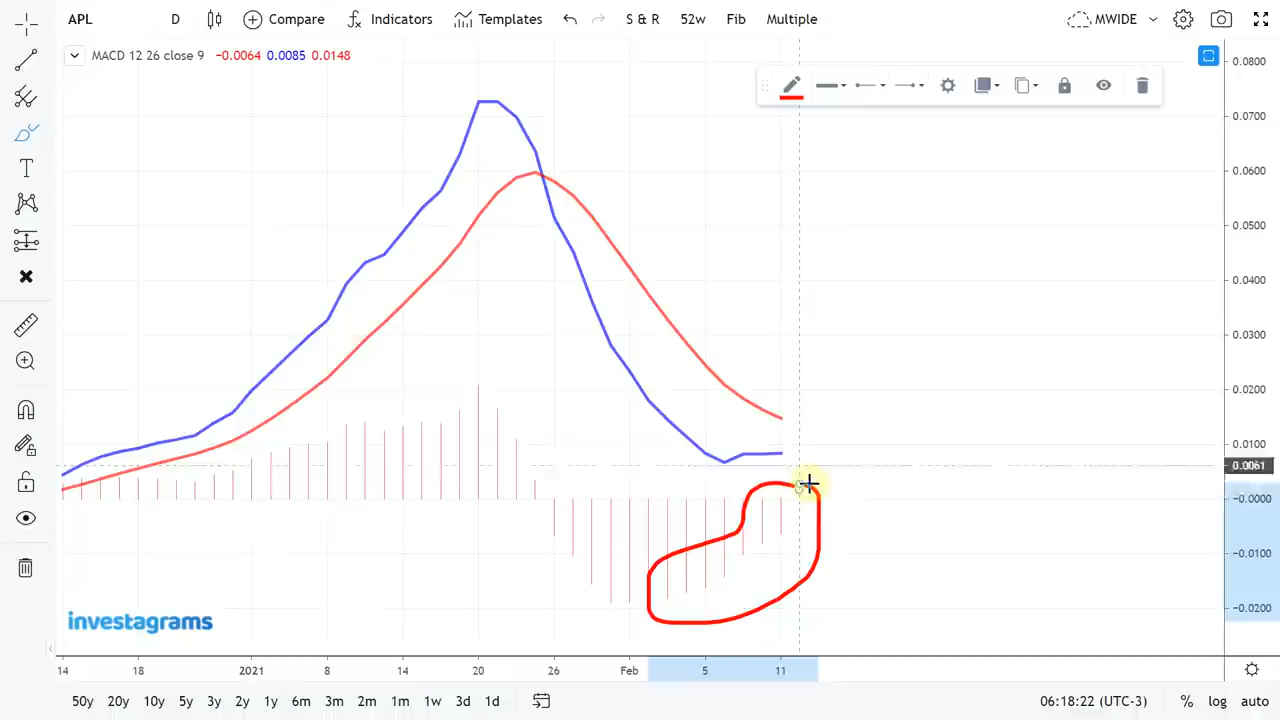 APL D Compare Indicators Templates S & R 52w Fib Multiple MWIDE
MACD 12 26 close 9 −0.0064 0.0085 0.0148
0.0800
0.0700
0.0600
0.0500
0.0400
0.0300
0.0200
0.0100
0.0061
−0.0000
−0.0100
−0.0200
investagrams
14 18 2021 8 14 20 26 Feb 5 11
50y 20y 10y 5y 3y 2y 1y 6m 3m 2m 1m 1w 3d 1d 06:18:22 (UTC-3) % log auto